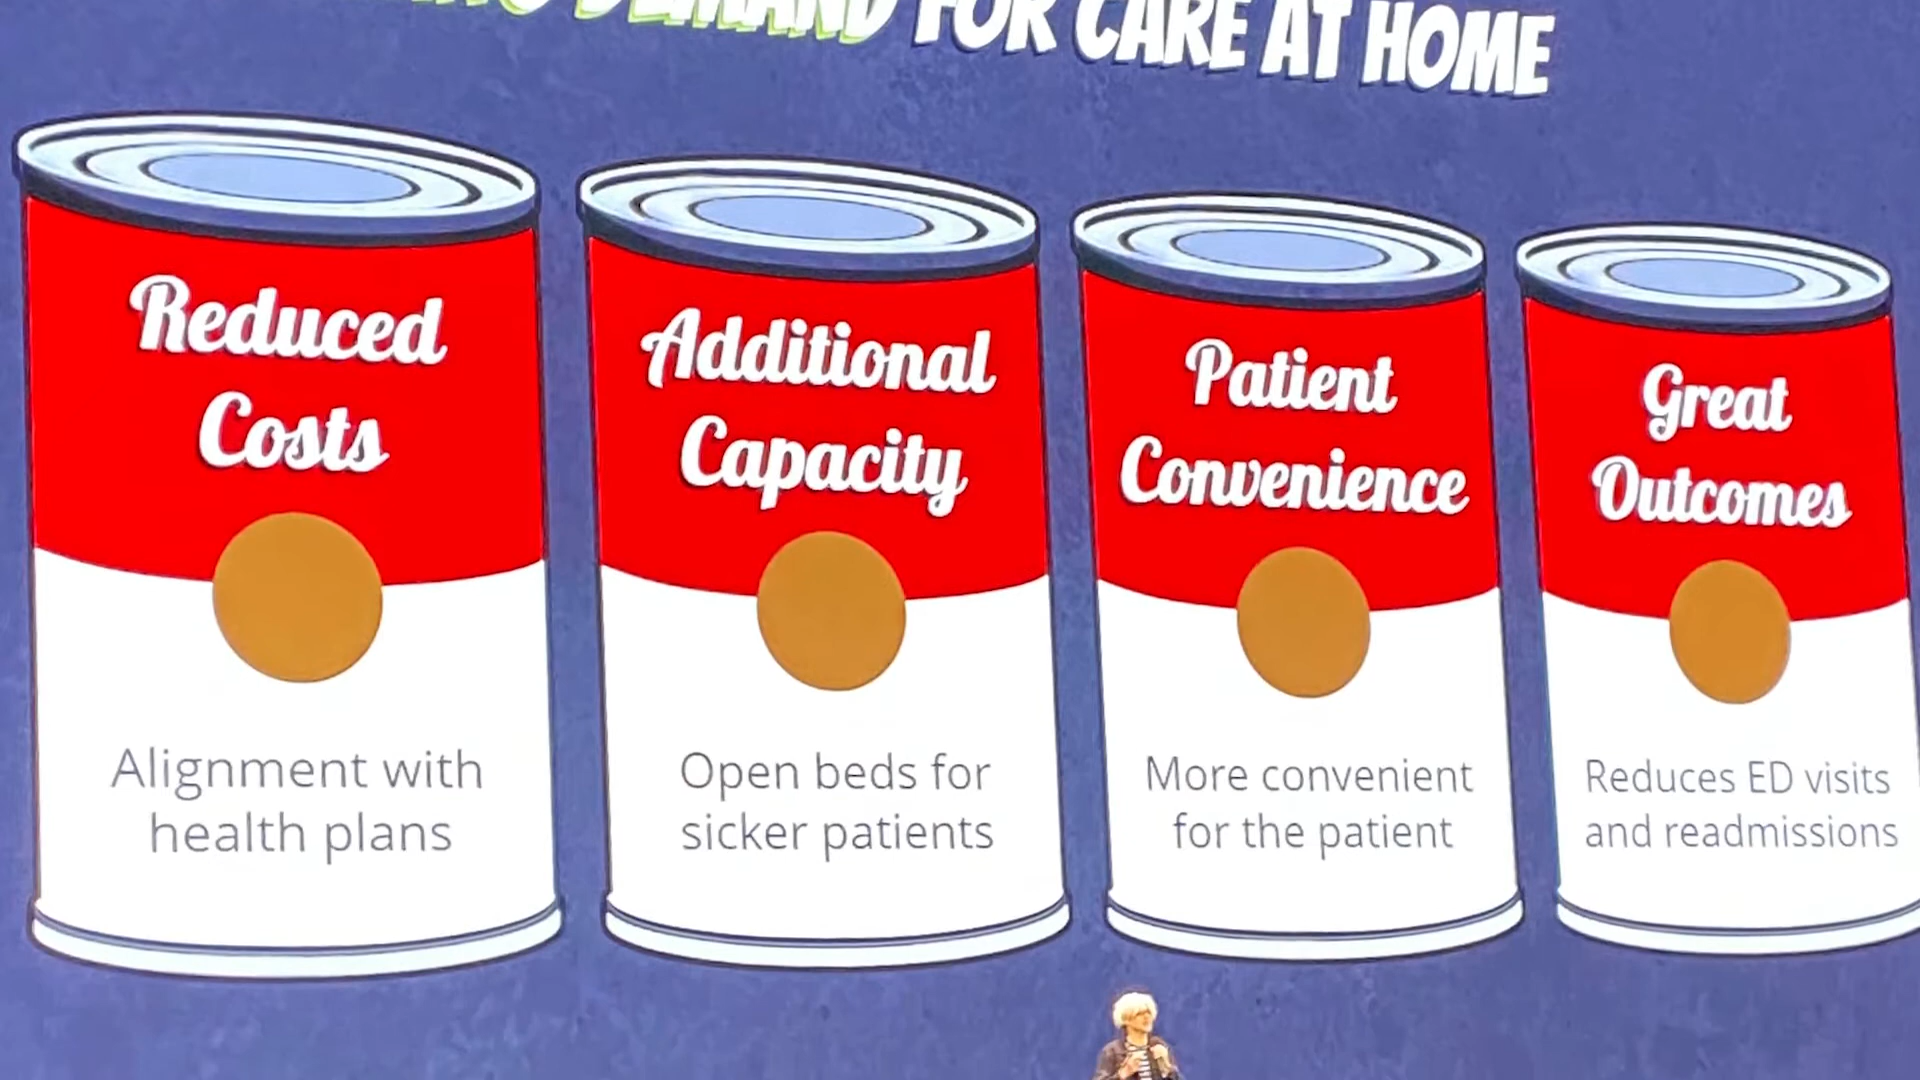 DEMAND FOR CARE AT HOME
Reduced
Costs
Alignment with
health plans
Additional
Capacity
Open beds for
sicker patients
Patient
Convenience
More convenient
for the patient
Great
Outcomes
Reduces ED visits
and readmissions